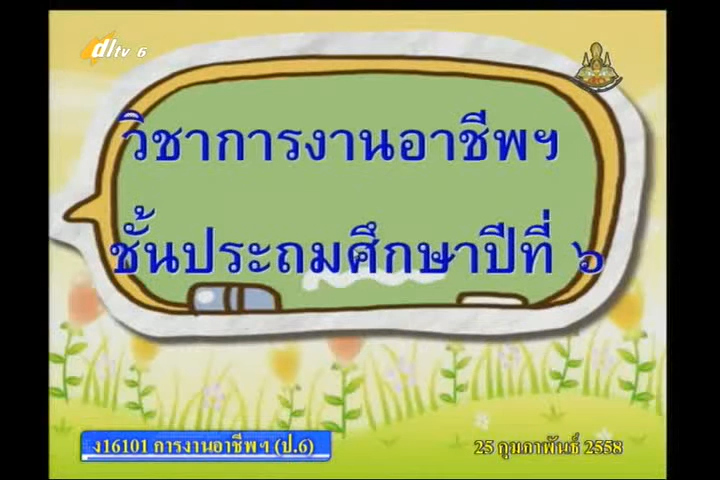 dltv 6
วิชาการงานอาชีพฯ
ชั้นประถมศึกษาปีที่ ๖
ง16101 การงานอาชีพฯ (ป.6)
25 กุมภาพันธ์ 2558